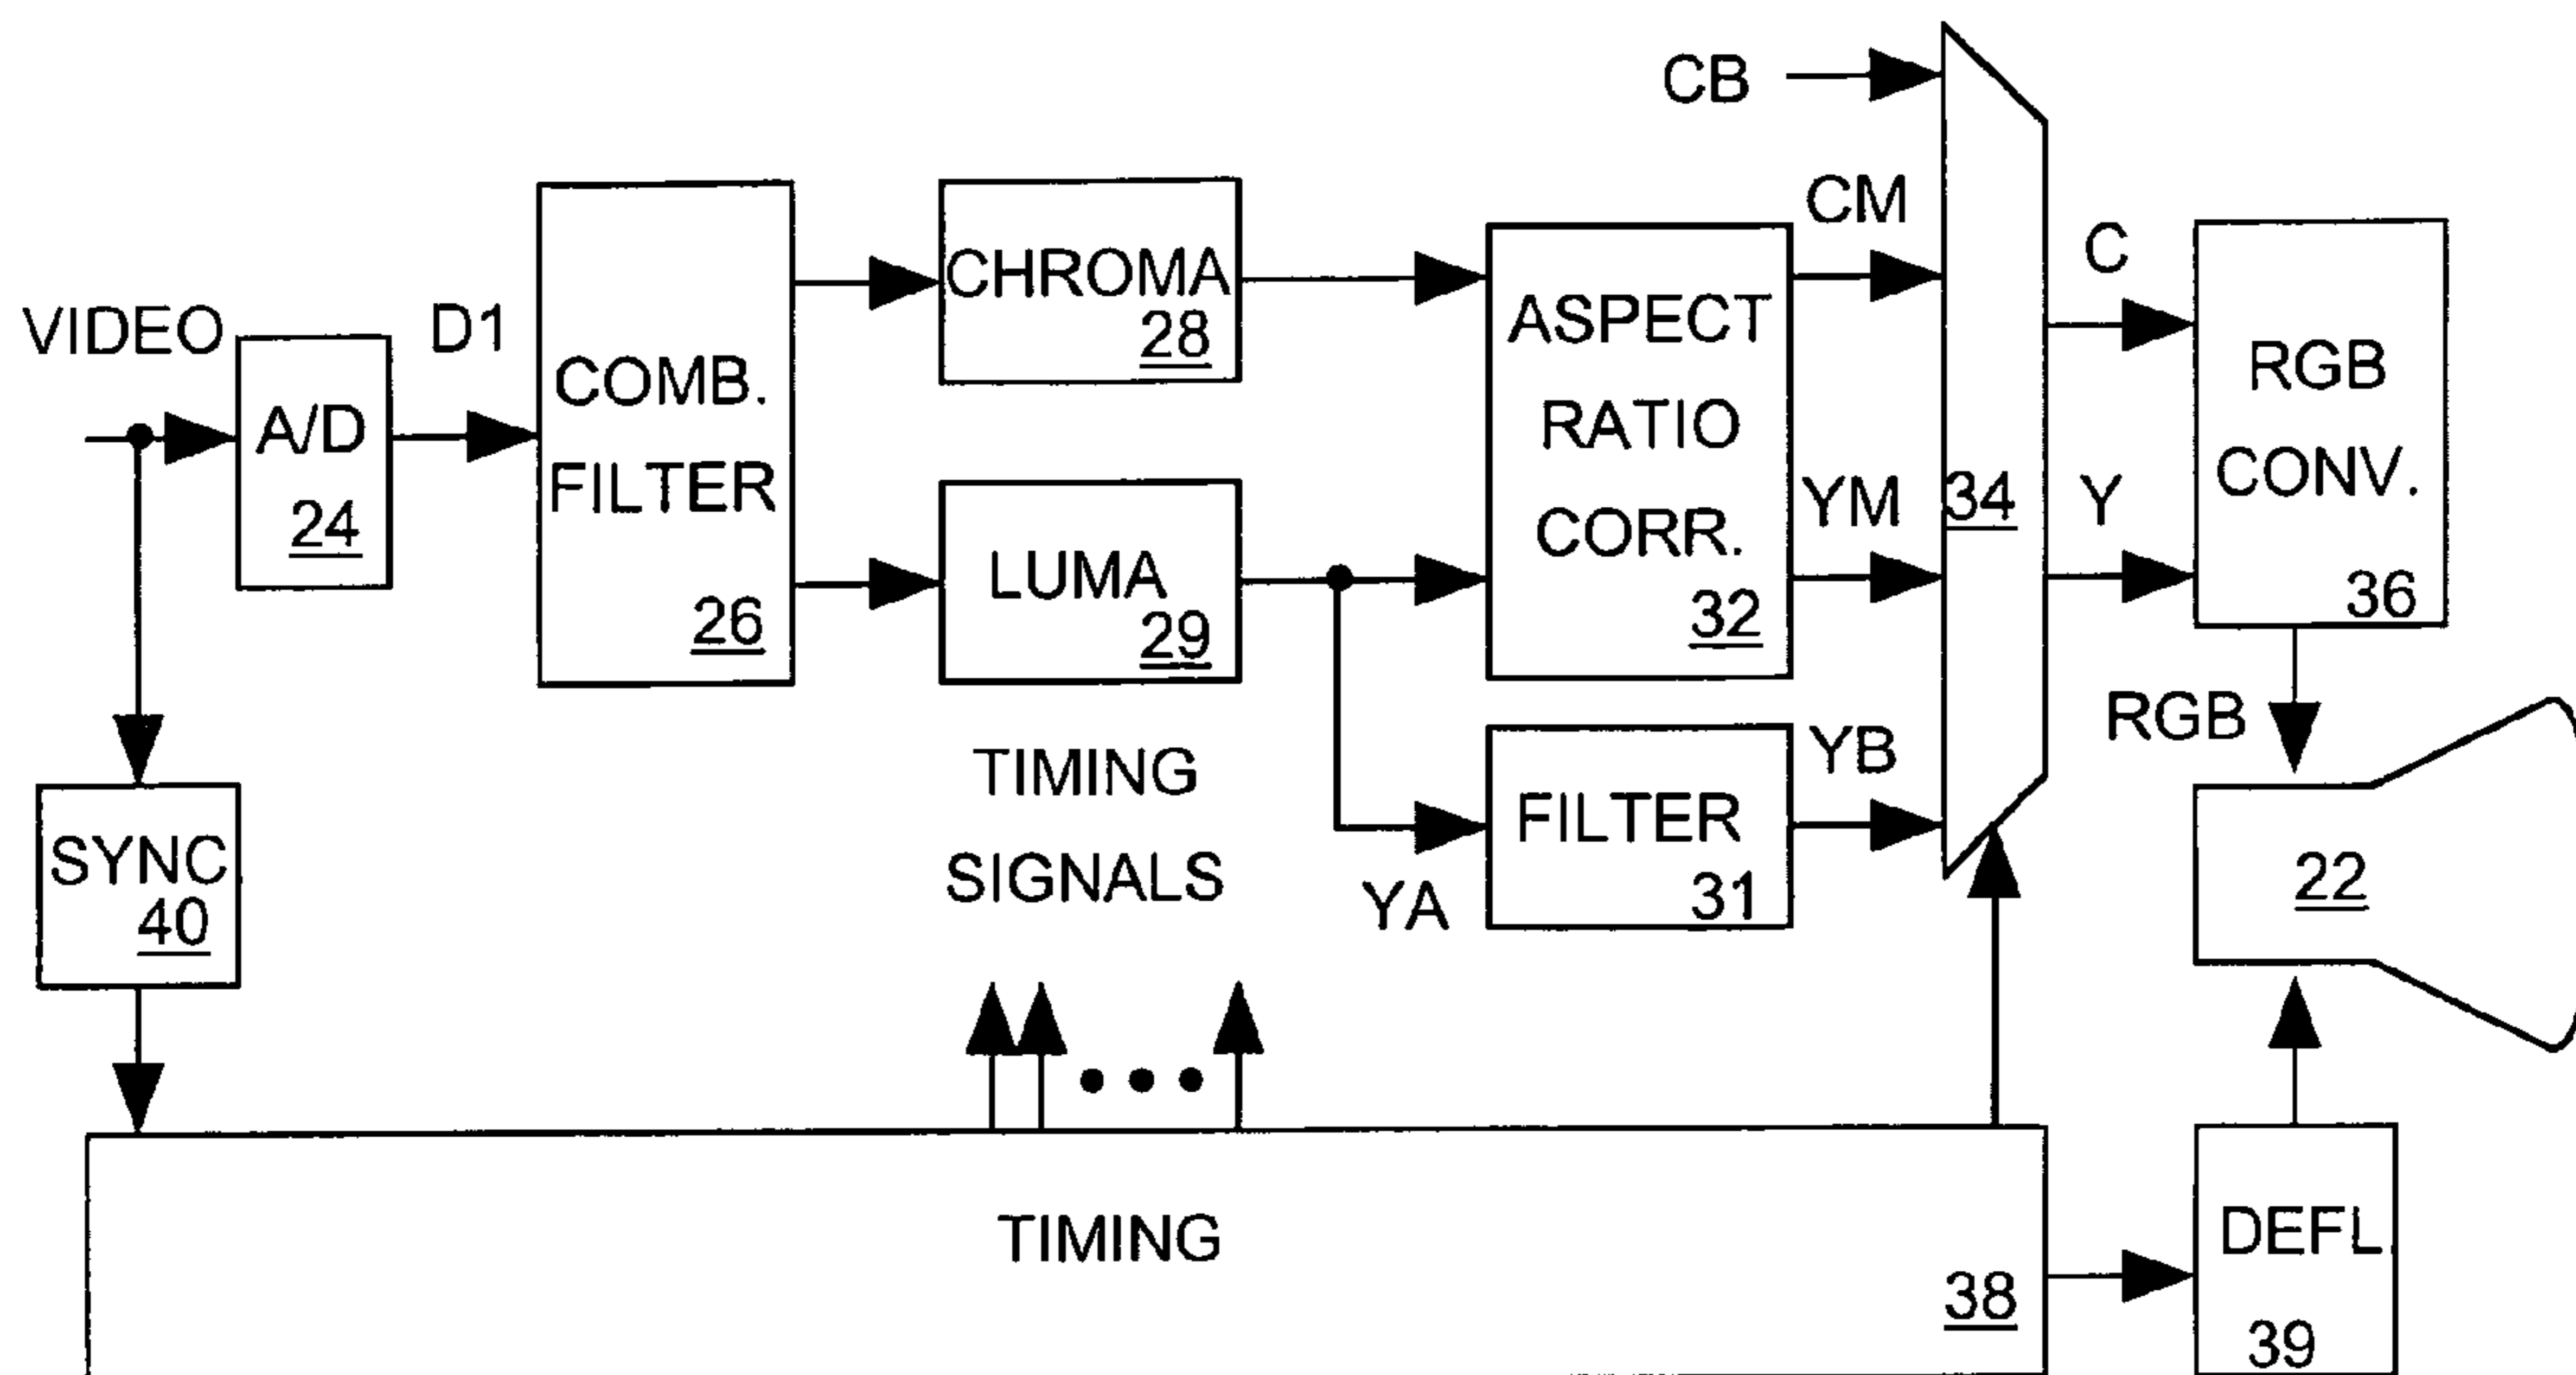 VIDEO
A/D
24
D1
COMB.
FILTER
26
CHROMA
28
LUMA
29
ASPECT
RATIO
CORR.
32
FILTER
31
YA
CB
CM
YM
YB
34
C
Y
RGB
CONV.
36
RGB
22
SYNC
40
TIMING
SIGNALS
TIMING
38
DEFL.
39